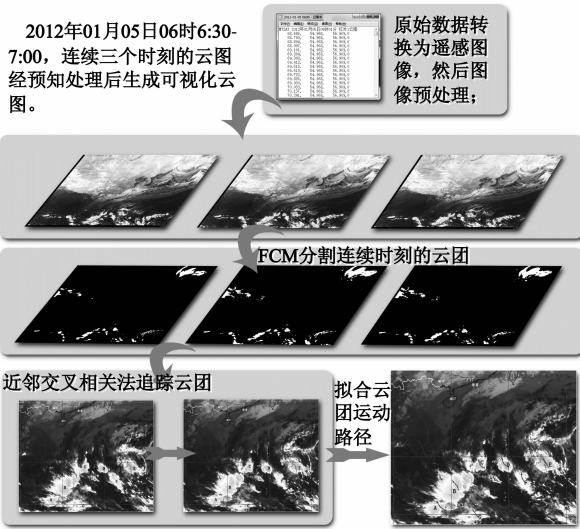 2012年01月05日06时6:30-
7:00，连续三个时刻的云图
经预知处理后生成可视化云
图。
原始数据转
换为遥感图
像，然后图
像预处理；
FCM分割连续时刻的云团
近邻交叉相关法追踪云团
拟合云
团运动
路径